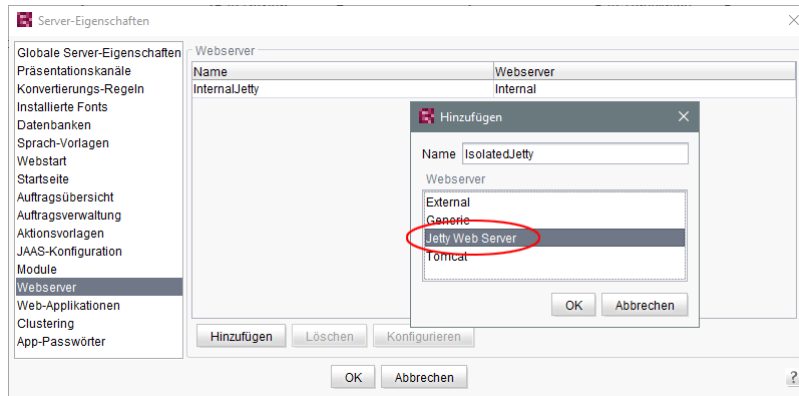 Server-Eigenschaften
Globale Server-Eigenschaften
Präsentationskanäle
Konvertierungs-Regeln
Installierte Fonts
Datenbanken
Sprach-Vorlagen
Webstart
Startseite
Auftragsübersicht
Auftragsverwaltung
Aktionsvorlagen
JAAS-Konfiguration
Module
Webserver
Web-Applikationen
Clustering
App-Passwörter
Webserver
Name Webserver
InternalJetty Internal
Hinzufügen
Name IsolatedJetty
Webserver
External
Generic
Jetty Web Server
Tomcat
OK Abbrechen
Hinzufügen Löschen Konfigurieren
OK Abbrechen ?